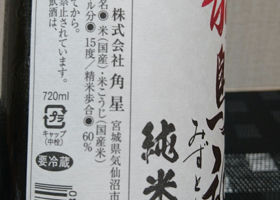 純米
みずと
株式会社 角星 宮城県気仙沼市
名● 米(国産)・米こうじ(国産米)
ル分● 15度/精米歩合● 60%
てから。
禁止されています。
飲酒は、
720ml
キャップ
(中栓)
要冷蔵